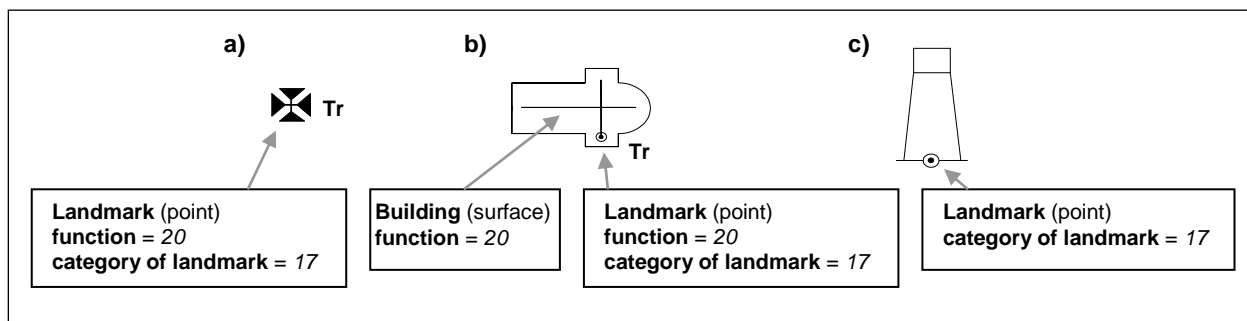 a)
Tr
Landmark (point)
function = 20
category of landmark = 17
b)
Tr
Building (surface)
function = 20
Landmark (point)
function = 20
category of landmark = 17
c)
Landmark (point)
category of landmark = 17